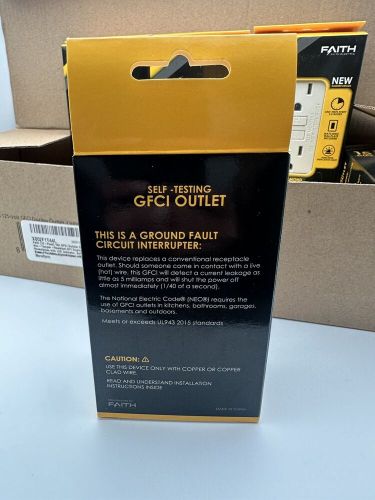 FAITH
NEW
SELF -TESTING
GFCI OUTLET
THIS IS A GROUND FAULT
CIRCUIT INTERRUPTER:
This device replaces a conventional receptacle
outlet. Should someone come in contact with a live
(hot) wire, this GFCI will detect a current leakage as
little as 5 milliamps and will shut the power off
almost immediately (1/40 of a second).
The National Electric Code® (NEC®) requires the
use of GFCI outlets in kitchens, bathrooms, garages,
basements and outdoors.
Meets or exceeds UL943 2015 standards
CAUTION:
USE THIS DEVICE ONLY WITH COPPER OR COPPER
CLAD WIRE.
READ AND UNDERSTAND INSTALLATION
INSTRUCTIONS INSIDE
FAITH